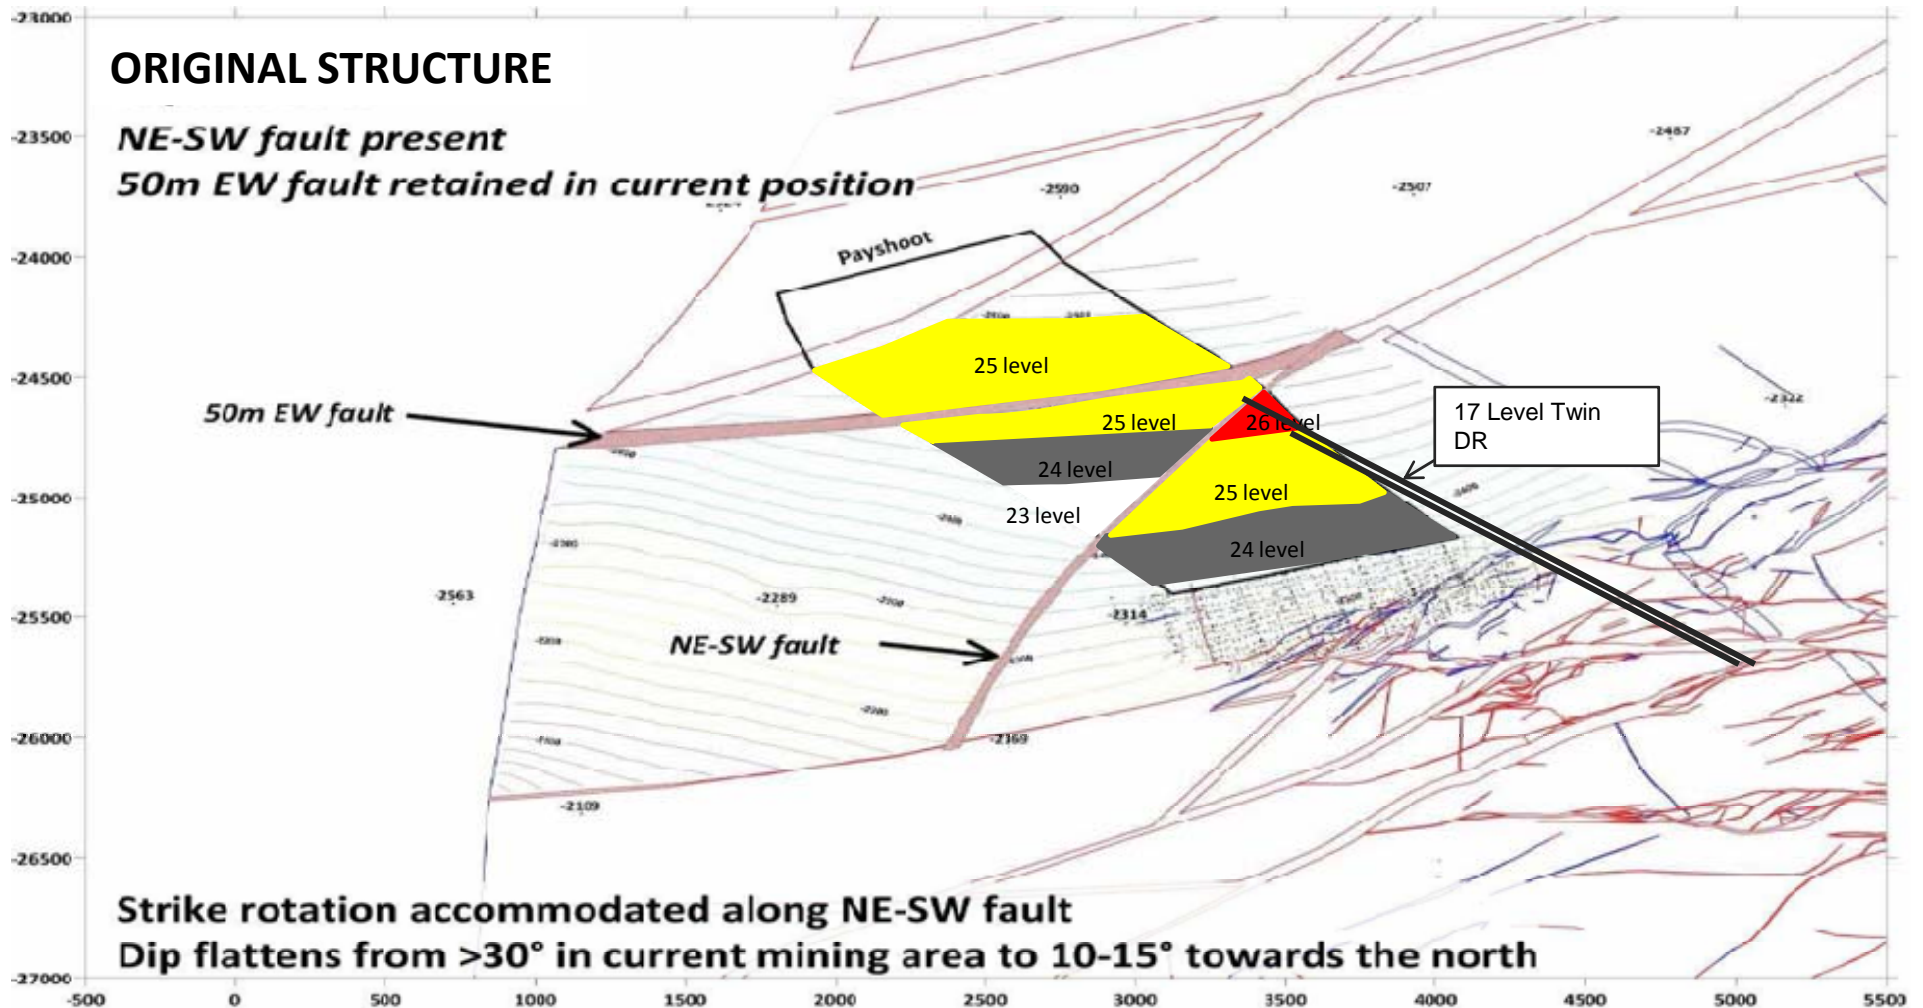 -23000
ORIGINAL STRUCTURE
NE-SW fault present
-23500
-2487
50m EW fault retained in current position
-2590
-2507
-24000
Payshoot
25 level
-24500
-2322
50m EW fault
25 level
26 level
17 Level Twin
DR
24 level
25 level
-25000
23 level
24 level
-2563
-2289
-25500
-2314
NE-SW fault
-26000
-2369
-2109
-26500
Strike rotation accommodated along NE-SW fault
Dip flattens from >30° in current mining area to 10-15° towards the north
-27000
-500
0
500
1000
1500
2000
2500
3000
3500
4000
4500
5000
5500